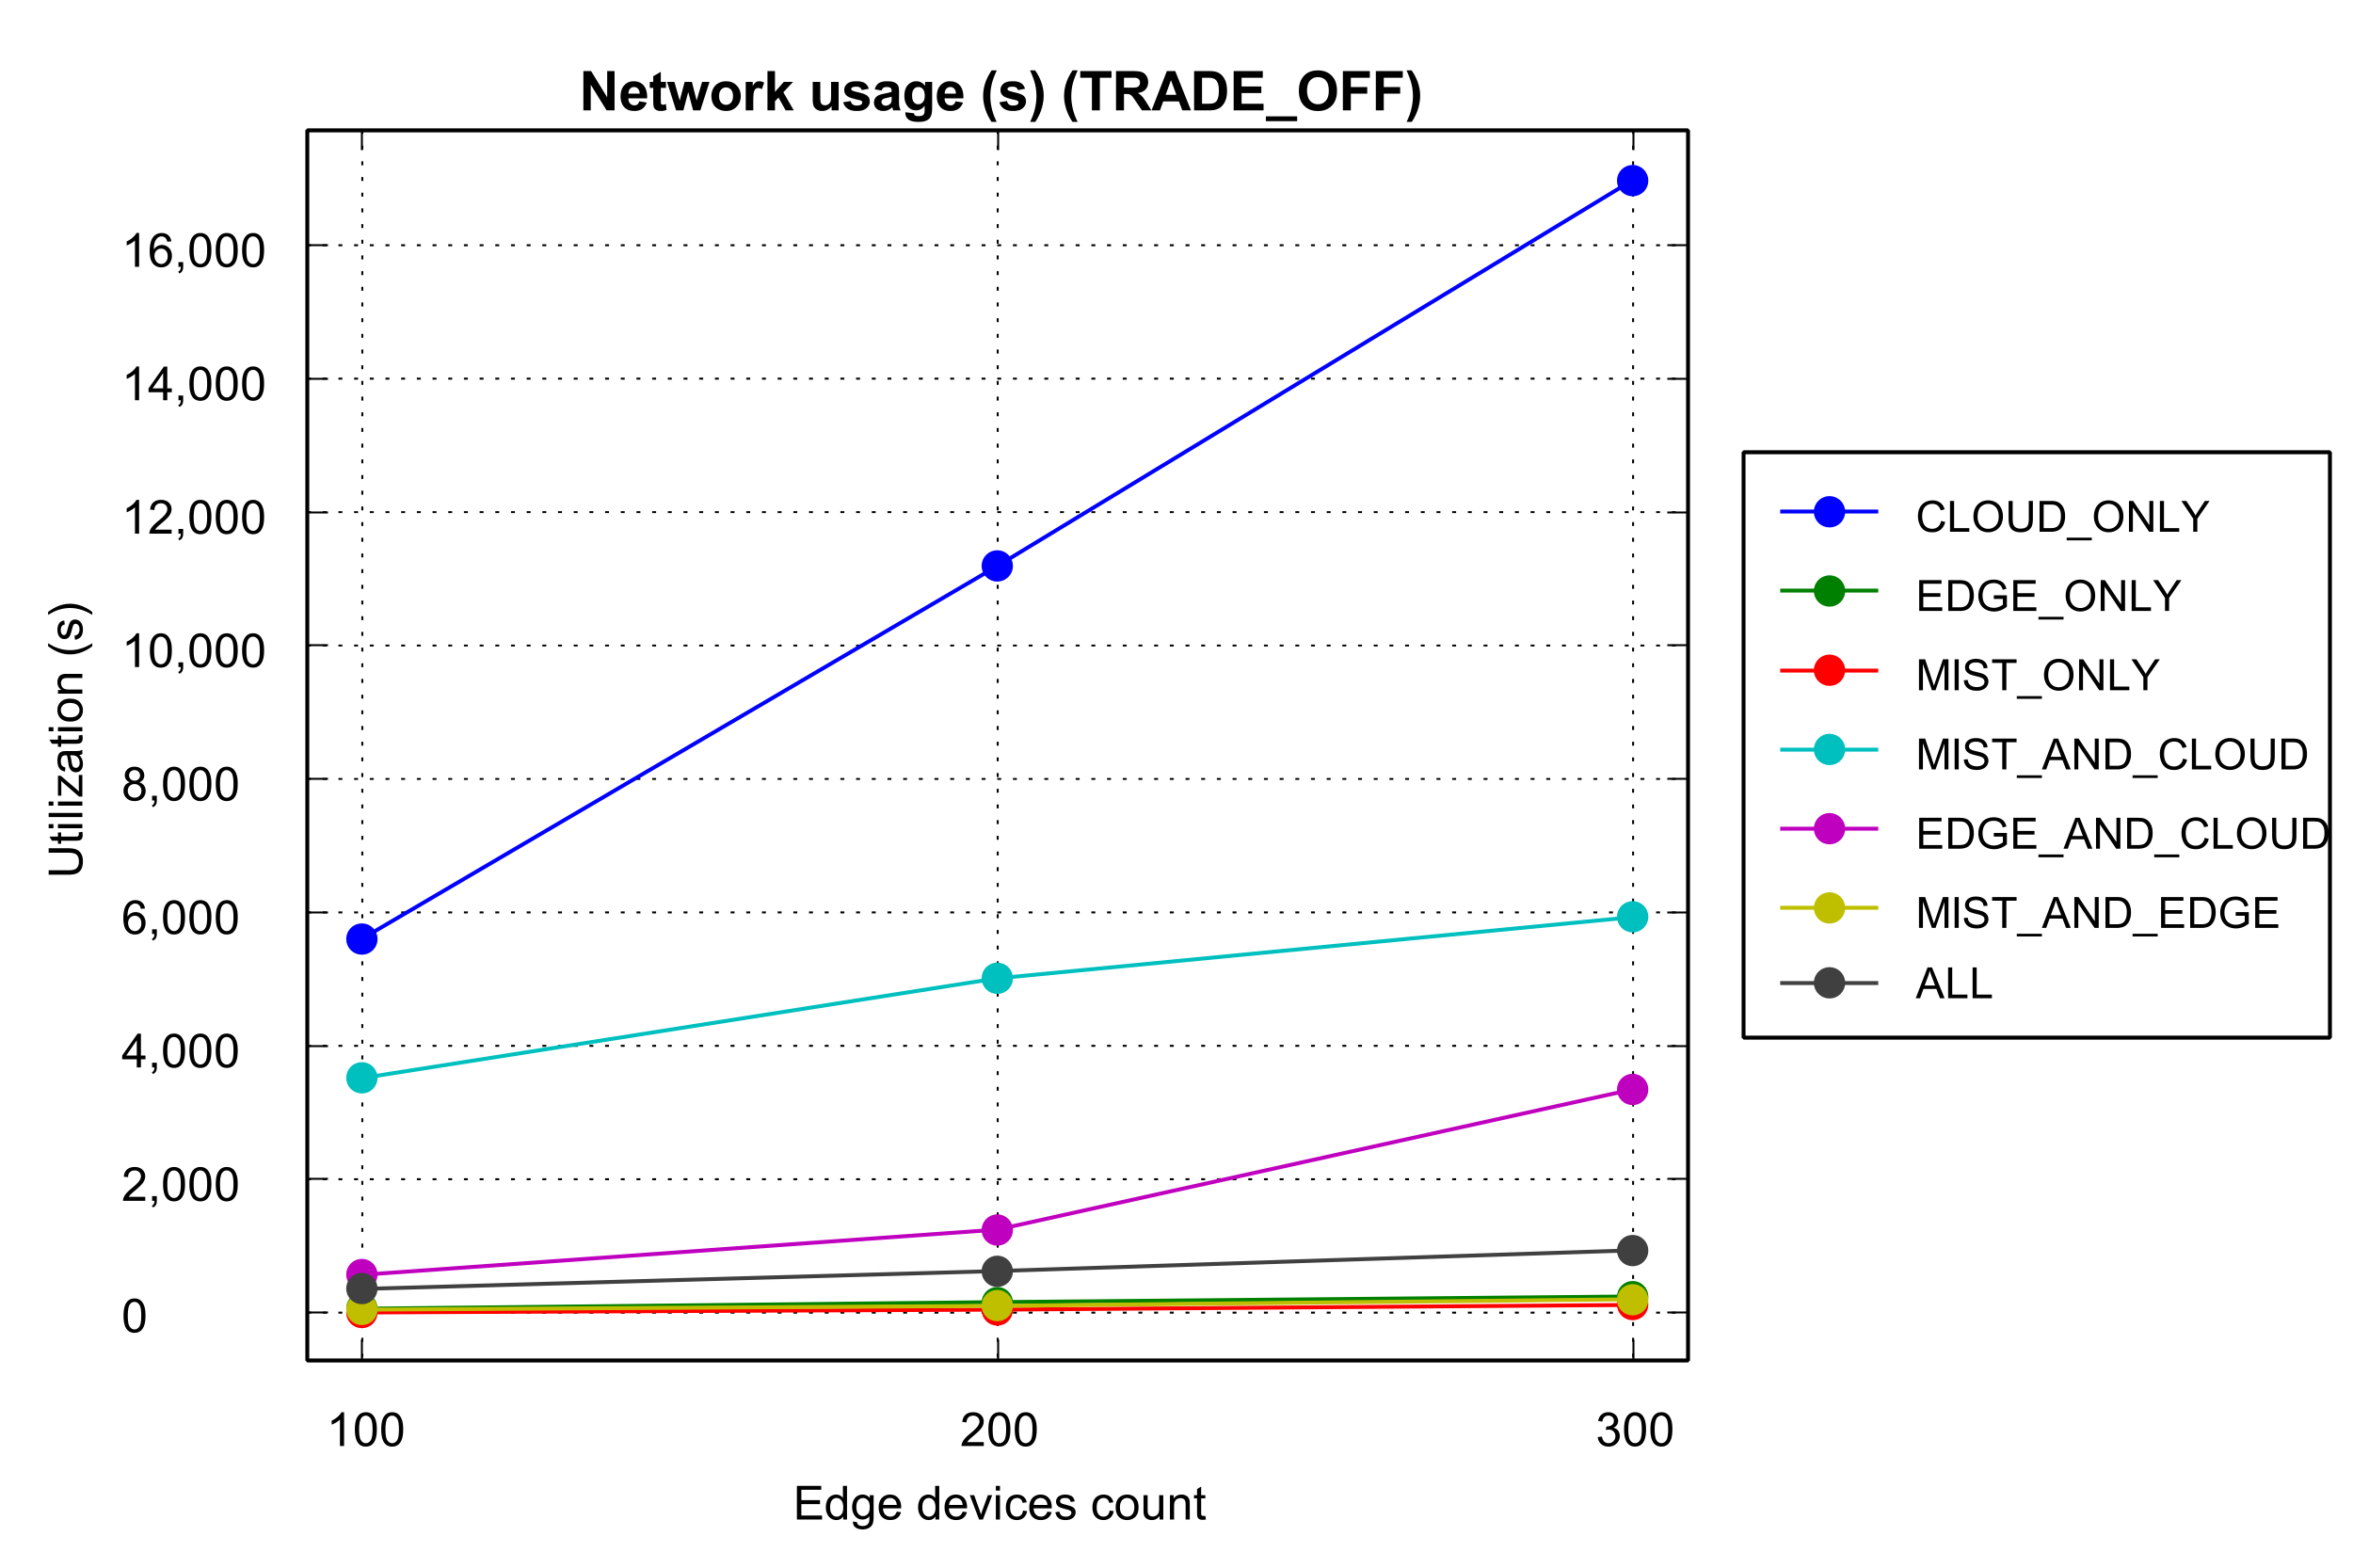 Network usage (s) (TRADE_OFF)
16,000
14,000
12,000
10,000
8,000
6,000
4,000
2,000
0
Utilization (s)
100
200
300
Edge devices count
CLOUD_ONLY
EDGE_ONLY
MIST_ONLY
MIST_AND_CLOUD
EDGE_AND_CLOUD
MIST_AND_EDGE
ALL